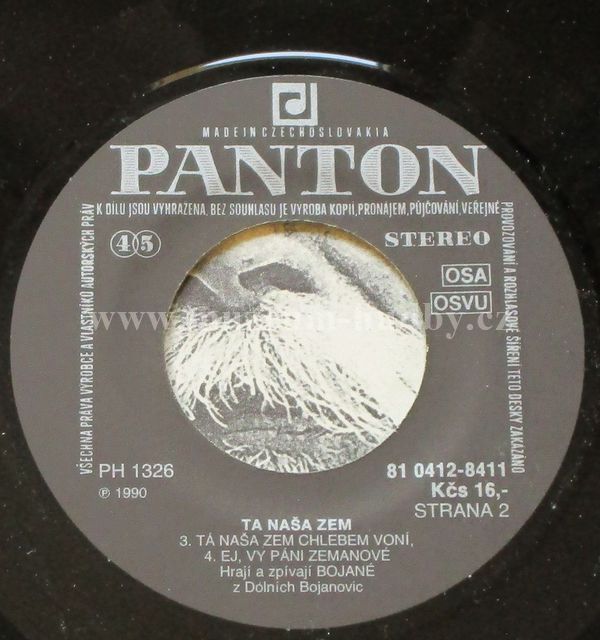 MADE IN CZECHOSLOVAKIA
PANTON
VŠECHNA PRÁVA VÝROBCE A VLASTNÍKŮ AUTORSKÝCH PRÁV
K DÍLU JSOU VYHRAZENA. BEZ SOUHLASU JE VÝROBA KOPIÍ, PRONÁJEM, PŮJČOVÁNÍ, VEŘEJNÉ
PROVOZOVÁNÍ A ROZHLASOVÉ ŠÍŘENÍ TÉTO DESKY ZAKÁZÁNO
45
STEREO
OSA
OSVU
PH 1326
℗ 1990
81 0412-8411
Kčs 16,-
STRANA 2
TA NAŠA ZEM
3. TÁ NAŠA ZEM CHLEBEM VONÍ,
4. EJ, VY PÁNI ZEMANOVÉ
Hrají a zpívají BOJANÉ
z Dolních Bojanovic